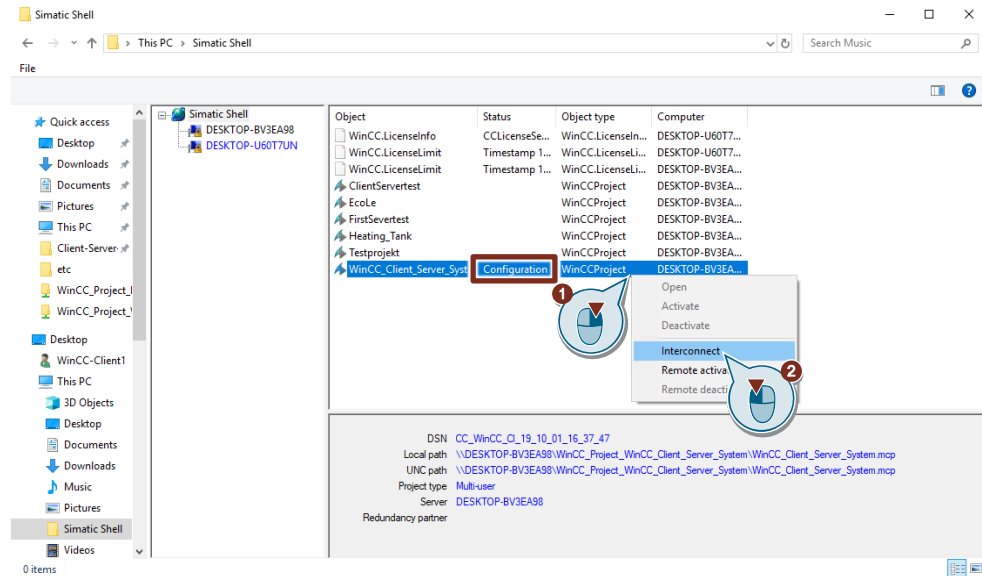 Simatic Shell
This PC > Simatic Shell
Search Music
File
Quick access
Desktop
Downloads
Documents
Pictures
This PC
Client-Server-
etc
WinCC_Project_
WinCC_Project_
Desktop
WinCC-Client1
This PC
3D Objects
Desktop
Documents
Downloads
Music
Pictures
Simatic Shell
Videos
Simatic Shell
DESKTOP-BV3EA98
DESKTOP-U60T7UN
Object Status Object type Computer
WinCC.LicenseInfo CCLicenseSe... WinCC.LicenseIn... DESKTOP-U60T7...
WinCC.LicenseLimit Timestamp 1... WinCC.LicenseLi... DESKTOP-U60T7...
WinCC.LicenseLimit Timestamp 1... WinCC.LicenseLi... DESKTOP-BV3EA...
ClientServertest WinCCProject DESKTOP-BV3EA...
EcoLe WinCCProject DESKTOP-BV3EA...
FirstSevertest WinCCProject DESKTOP-BV3EA...
Heating_Tank WinCCProject DESKTOP-BV3EA...
Testprojekt WinCCProject DESKTOP-BV3EA...
WinCC_Client_Server_Syst Configuration WinCCProject DESKTOP-BV3EA...
1
Open
Activate
Deactivate
Interconnect
Remote activa
Remote deacti
2
DSN CC_WinCC_Cl_19_10_01_16_37_47
Local path \\DESKTOP-BV3EA98\WinCC_Project_WinCC_Client_Server_System\WinCC_Client_Server_System.mcp
UNC path \\DESKTOP-BV3EA98\WinCC_Project_WinCC_Client_Server_System\WinCC_Client_Server_System.mcp
Project type Multi-user
Server DESKTOP-BV3EA98
Redundancy partner
0 items